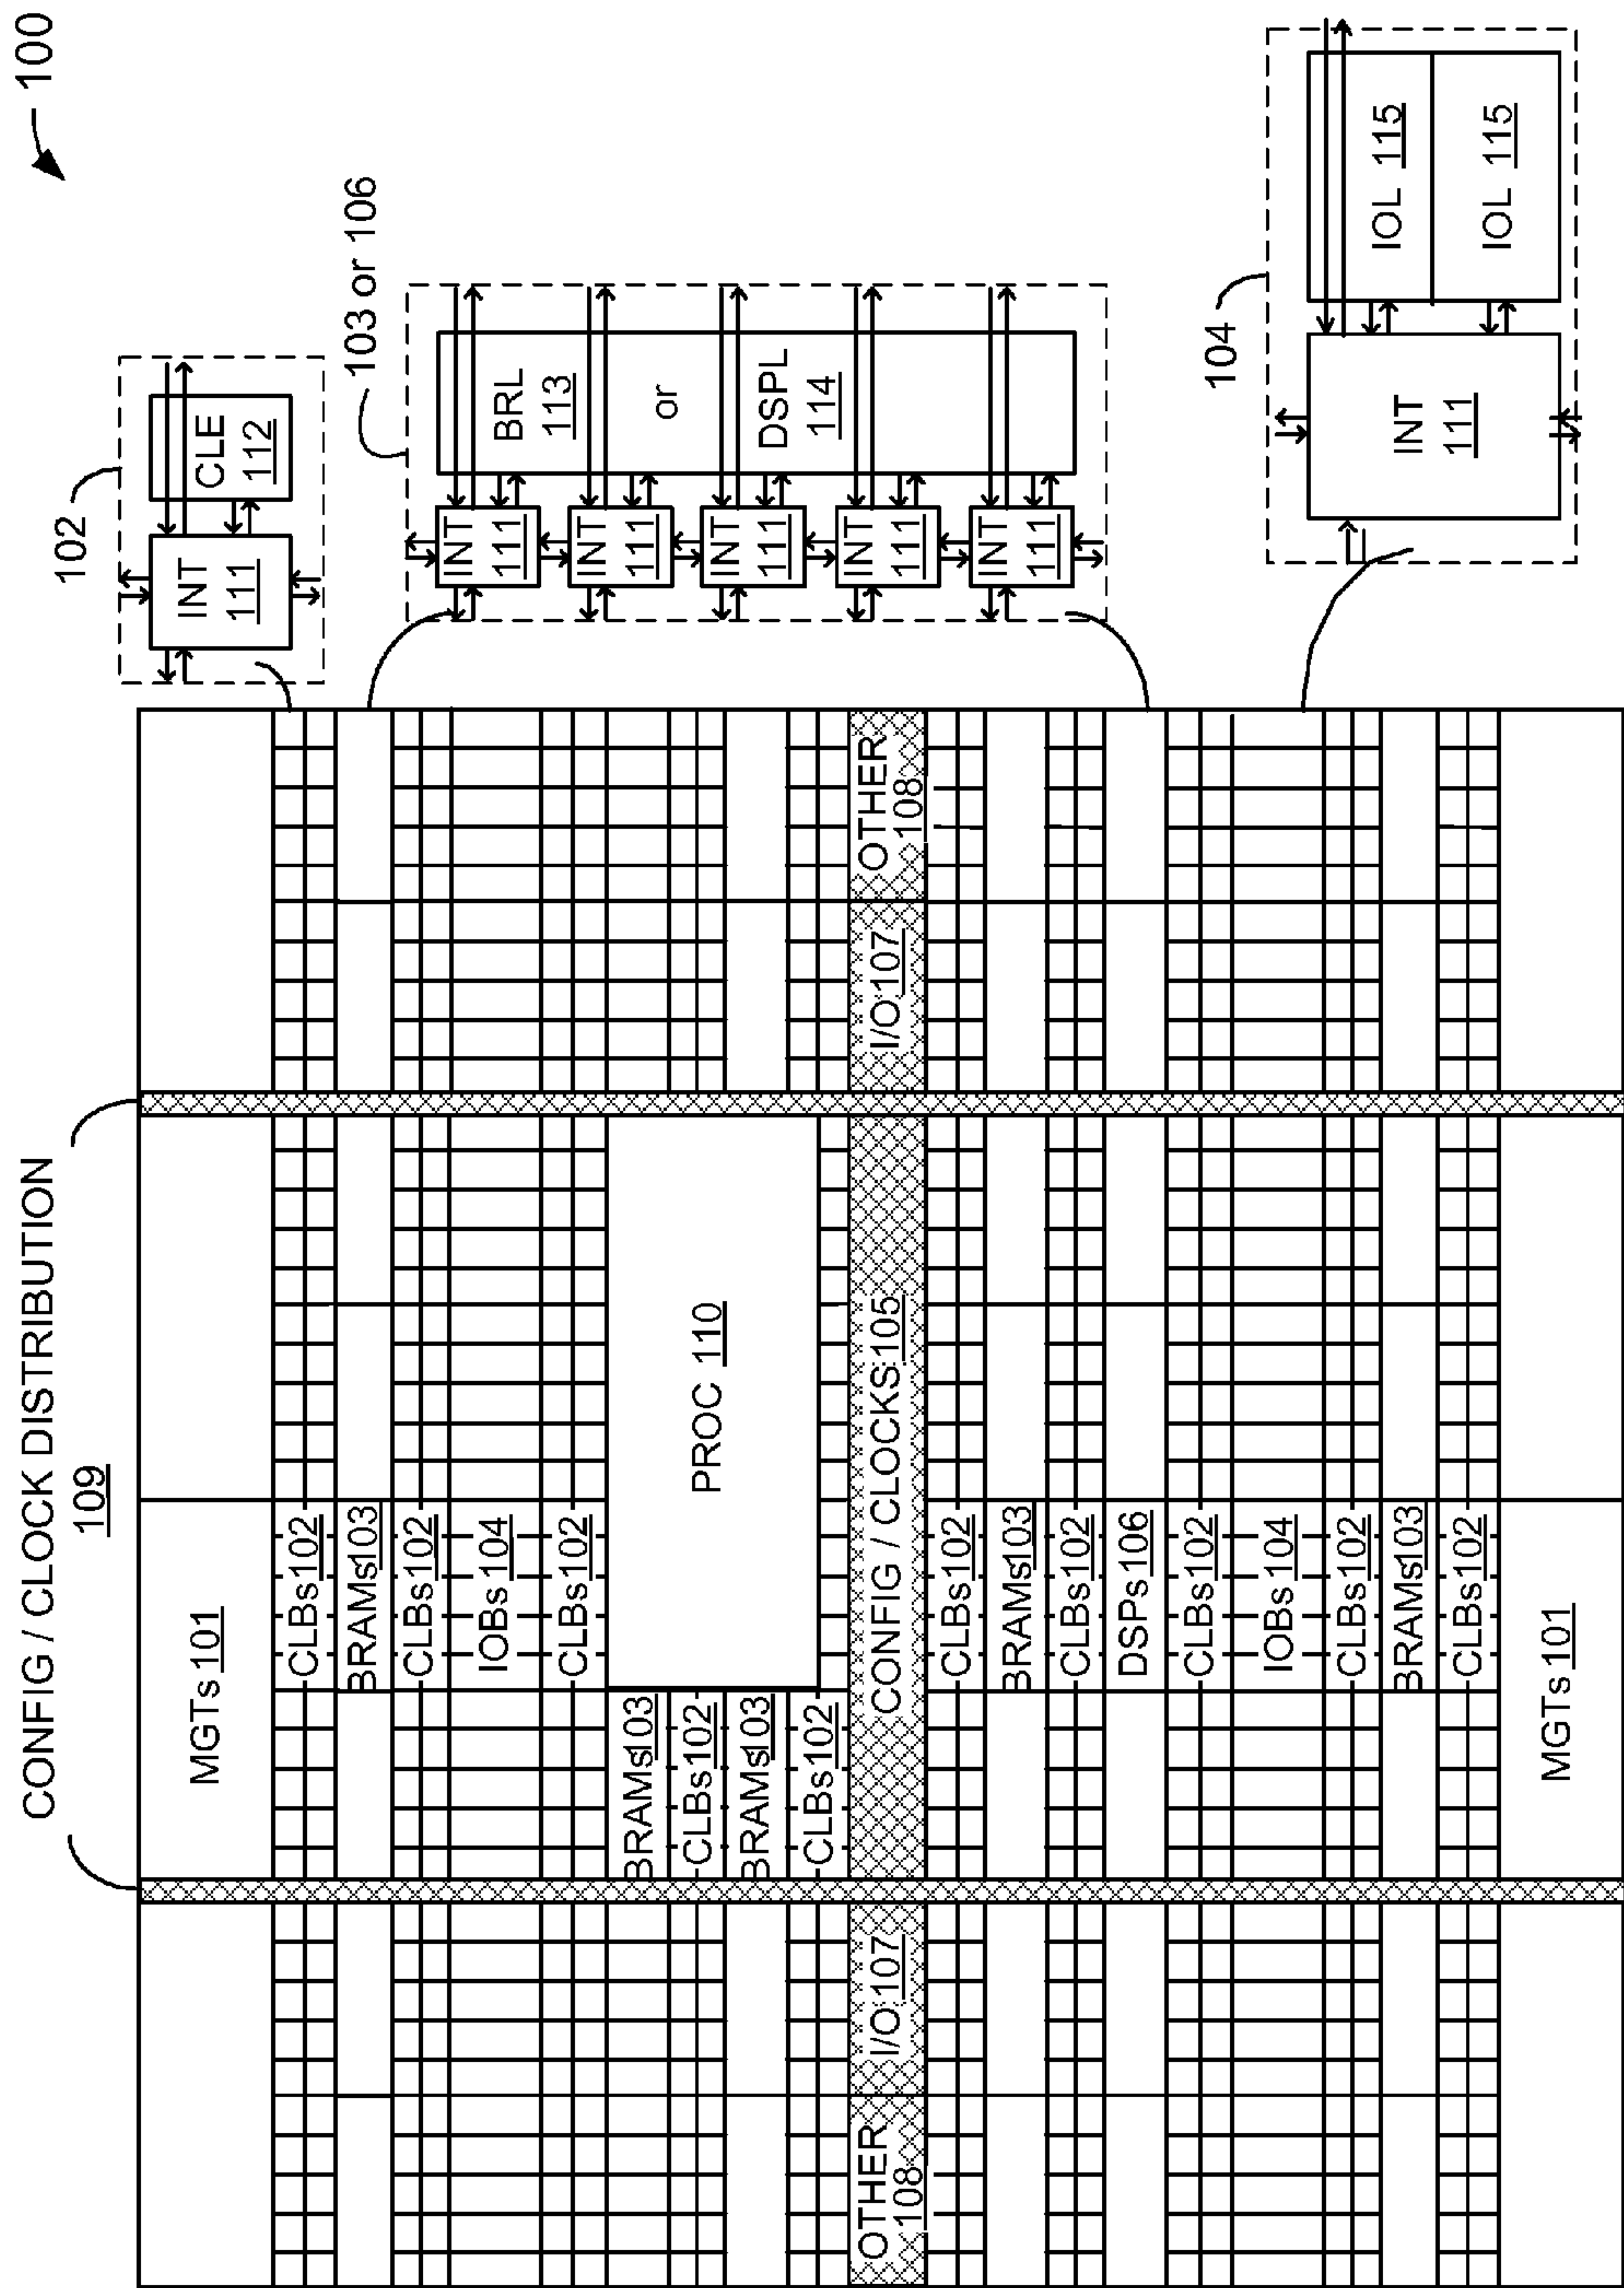 100
CONFIG / CLOCK DISTRIBUTION
109
MGTs 101
CLBs 102
BRAMs 103
CLBs 102
IOBs 104
CLBs 102
PROC 110
BRAMs 103
CLBs 102
BRAMs 103
CLBs 102
OTHER
108
I/O 107
CONFIG / CLOCKS 105
I/O 107
OTHER
108
CLBs 102
BRAMs 103
CLBs 102
DSPs 106
CLBs 102
IOBs 104
CLBs 102
BRAMs 103
CLBs 102
MGTs 101
102
INT
111
CLE
112
103 or 106
INT
111
INT
111
INT
111
INT
111
INT
111
BRL
113
or
DSPL
114
104
INT
111
IOL 115
IOL 115